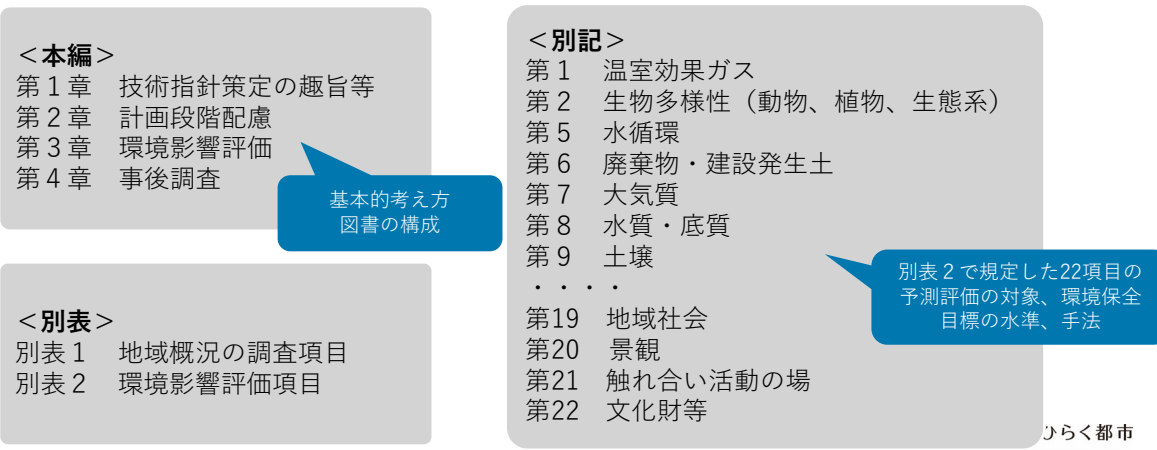 ＜本編＞
第１章　技術指針策定の趣旨等
第２章　計画段階配慮
第３章　環境影響評価
第４章　事後調査
基本的考え方
図書の構成
＜別表＞
別表１　地域概況の調査項目
別表２　環境影響評価項目
＜別記＞
第１　温室効果ガス
第２　生物多様性（動物、植物、生態系）
第５　水循環
第６　廃棄物・建設発生土
第７　大気質
第８　水質・底質
第９　土壌
・・・・
第19　地域社会
第20　景観
第21　触れ合い活動の場
第22　文化財等
別表２で規定した22項目の
予測評価の対象、環境保全
目標の水準、手法
ひらく都市